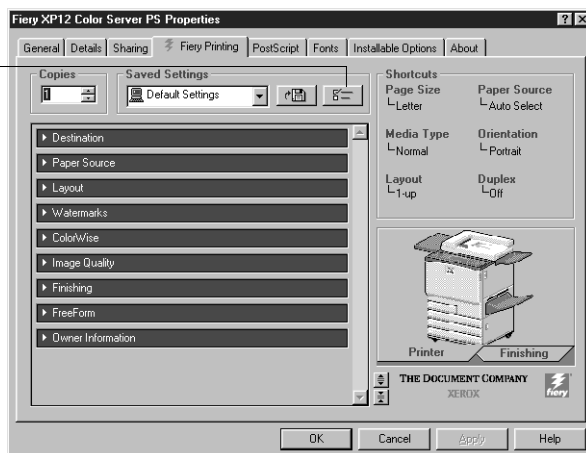 Fiery XP12 Color Server PS Properties
General Details Sharing Fiery Printing PostScript Fonts Installable Options About
Copies
1
Saved Settings
Default Settings
Shortcuts
Page Size
Letter
Paper Source
Auto Select
Media Type
Normal
Orientation
Portrait
Layout
1-up
Duplex
Off
Destination
Paper Source
Layout
Watermarks
ColorWise
Image Quality
Finishing
FreeForm
Owner Information
Printer
Finishing
THE DOCUMENT COMPANY
XEROX
fiery
OK Cancel Apply Help